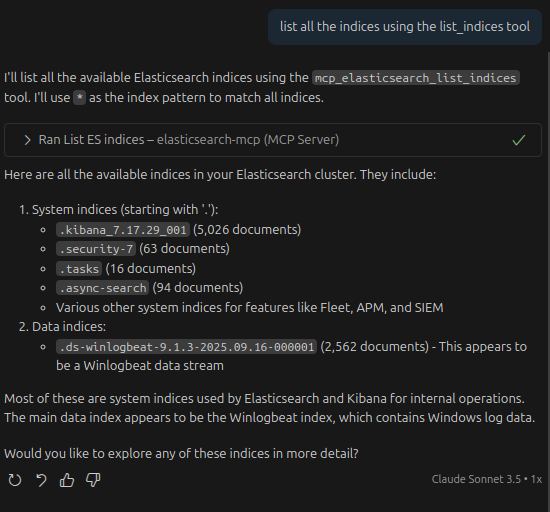 list all the indices using the list_indices tool
I'll list all the available Elasticsearch indices using the mcp_elasticsearch_list_indices
tool. I'll use * as the index pattern to match all indices.
Ran List ES indices – elasticsearch-mcp (MCP Server)
Here are all the available indices in your Elasticsearch cluster. They include:
1. System indices (starting with '.'):
.kibana_7.17.29_001 (5,026 documents)
.security-7 (63 documents)
.tasks (16 documents)
.async-search (94 documents)
Various other system indices for features like Fleet, APM, and SIEM
2. Data indices:
.ds-winlogbeat-9.1.3-2025.09.16-000001 (2,562 documents) - This appears to
be a Winlogbeat data stream
Most of these are system indices used by Elasticsearch and Kibana for internal operations.
The main data index appears to be the Winlogbeat index, which contains Windows log data.
Would you like to explore any of these indices in more detail?
Claude Sonnet 3.5 • 1x